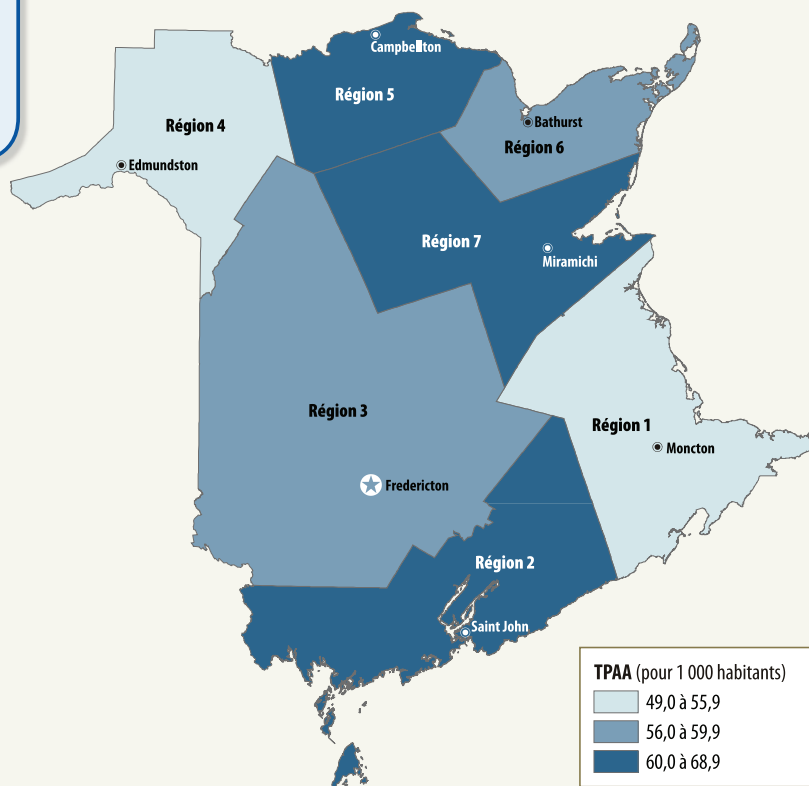 Campbellton
Région 5
Région 4
Bathurst
Région 6
Edmundston
Région 7
Miramichi
Région 3
Région 1
Moncton
Fredericton
Région 2
Saint John
TPAA (pour 1 000 habitants)
49,0 à 55,9
56,0 à 59,9
60,0 à 68,9